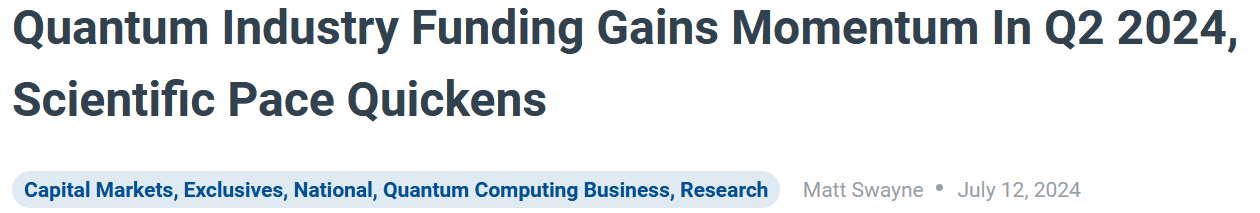 Quantum Industry Funding Gains Momentum In Q2 2024,
Scientific Pace Quickens
Capital Markets, Exclusives, National, Quantum Computing Business, Research Matt Swayne • July 12, 2024